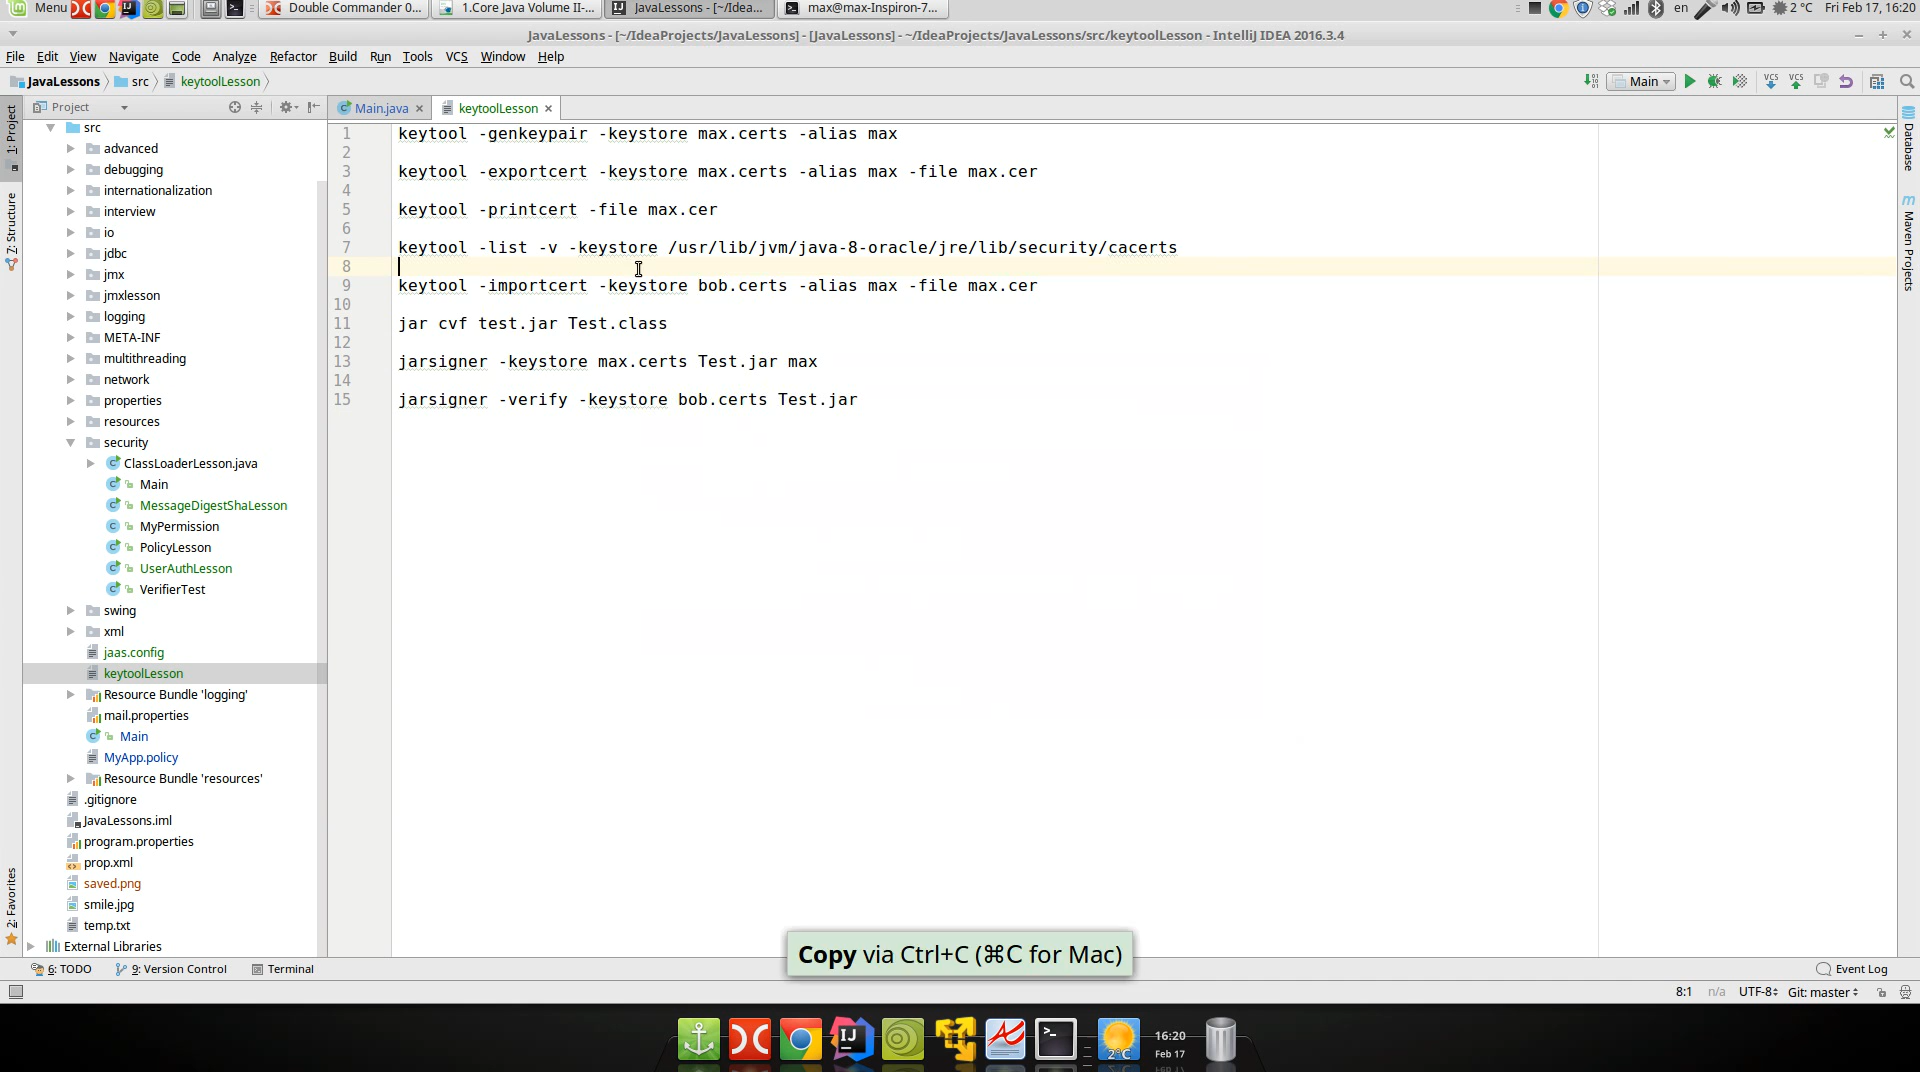 Menu
Double Commander 0...
1.Core Java Volume II-...
JavaLessons - [~/Idea...
max@max-Inspiron-7...
en
2 °C
Fri Feb 17, 16:20
JavaLessons - [~/IdeaProjects/JavaLessons] - [JavaLessons] - ~/IdeaProjects/JavaLessons/src/keytoolLesson - IntelliJ IDEA 2016.3.4
File Edit View Navigate Code Analyze Refactor Build Run Tools VCS Window Help
JavaLessons src keytoolLesson
Main
VCS VCS
Project
Main.java
keytoolLesson
1: Project
7: Structure
2: Favorites
Database
Maven Projects
src
advanced
debugging
internationalization
interview
io
jdbc
jmx
jmxlesson
logging
META-INF
multithreading
network
properties
resources
security
ClassLoaderLesson.java
Main
MessageDigestShaLesson
MyPermission
PolicyLesson
UserAuthLesson
VerifierTest
swing
xml
jaas.config
keytoolLesson
Resource Bundle 'logging'
mail.properties
Main
MyApp.policy
Resource Bundle 'resources'
.gitignore
JavaLessons.iml
program.properties
prop.xml
saved.png
smile.jpg
temp.txt
External Libraries
1 keytool -genkeypair -keystore max.certs -alias max
2
3 keytool -exportcert -keystore max.certs -alias max -file max.cer
4
5 keytool -printcert -file max.cer
6
7 keytool -list -v -keystore /usr/lib/jvm/java-8-oracle/jre/lib/security/cacerts
8
9 keytool -importcert -keystore bob.certs -alias max -file max.cer
10
11 jar cvf test.jar Test.class
12
13 jarsigner -keystore max.certs Test.jar max
14
15 jarsigner -verify -keystore bob.certs Test.jar
Copy via Ctrl+C (⌘C for Mac)
6: TODO
9: Version Control
Terminal
Event Log
8:1 n/a UTF-8 Git: master
IJ
2°C
16:20
Feb 17